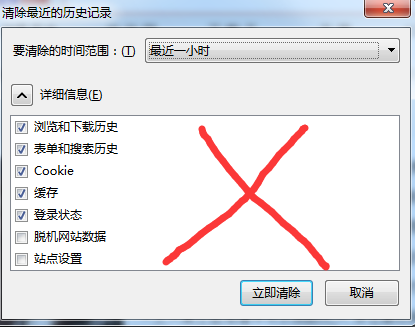 清除最近的历史记录
要清除的时间范围：(T) 最近一小时
详细信息(E)
浏览和下载历史
表单和搜索历史
Cookie
缓存
登录状态
脱机网站数据
站点设置
立即清除 取消